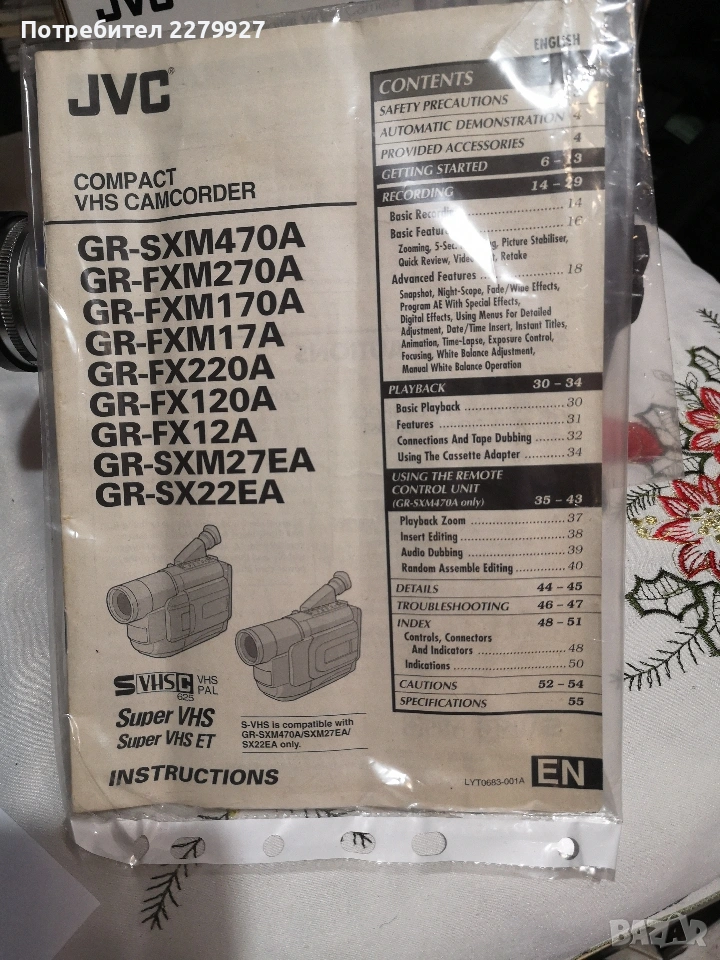 Потребител 2279927
JVC
JVC®
COMPACT
VHS CAMCORDER
GR-SXM470A
GR-FXM270A
GR-FXM170A
GR-FXM17A
GR-FX220A
GR-FX120A
GR-FX12A
GR-SXM27EA
GR-SX22EA
S VHS C VHS
625 PAL
Super VHS
Super VHS ET
S-VHS is compatible with
GR-SXM470A/SXM27EA/
SX22EA only.
INSTRUCTIONS
ENGLISH
CONTENTS
SAFETY PRECAUTIONS
AUTOMATIC DEMONSTRATION 4
PROVIDED ACCESSORIES 4
GETTING STARTED 6 – 13
RECORDING 14 – 29
Basic 14
Basic 16
Zooming, Picture Stabiliser,
Quick Review, Retake
Advanced Features 18
Snapshot, Night-Scope, Fade/Wipe Effects,
Program AE With Special Effects,
Digital Effects, Using Menus For Detailed
Adjustment, Date/Time Insert, Instant Titles,
Animation, Time-Lapse, Exposure Control,
Focusing, White Balance Adjustment,
Manual White Balance Operation
PLAYBACK 30 – 34
Basic Playback 30
Features 31
Connections And Tape Dubbing 32
Using The Cassette Adapter 34
USING THE REMOTE
CONTROL UNIT
(GR-SXM470A only) 35 – 43
Playback Zoom 37
Insert Editing 38
Audio Dubbing 39
Random Assemble Editing 40
DETAILS 44 – 45
TROUBLESHOOTING 46 – 47
INDEX 48 – 51
Controls, Connectors
And Indicators 48
Indications 50
CAUTIONS 52 – 54
SPECIFICATIONS 55
LYT0683-001A
EN
BAZAR